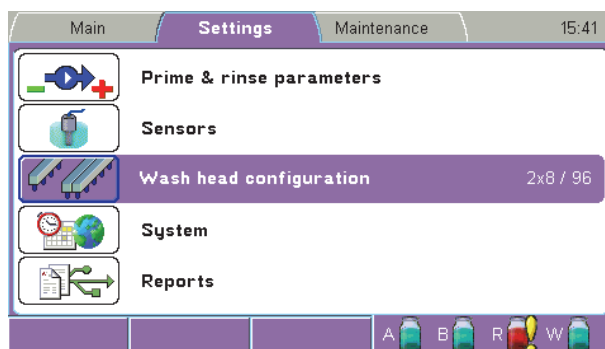 Main Settings Maintenance 15:41
Prime & rinse parameters
Sensors
Wash head configuration 2x8 / 96
System
Reports
A B R W